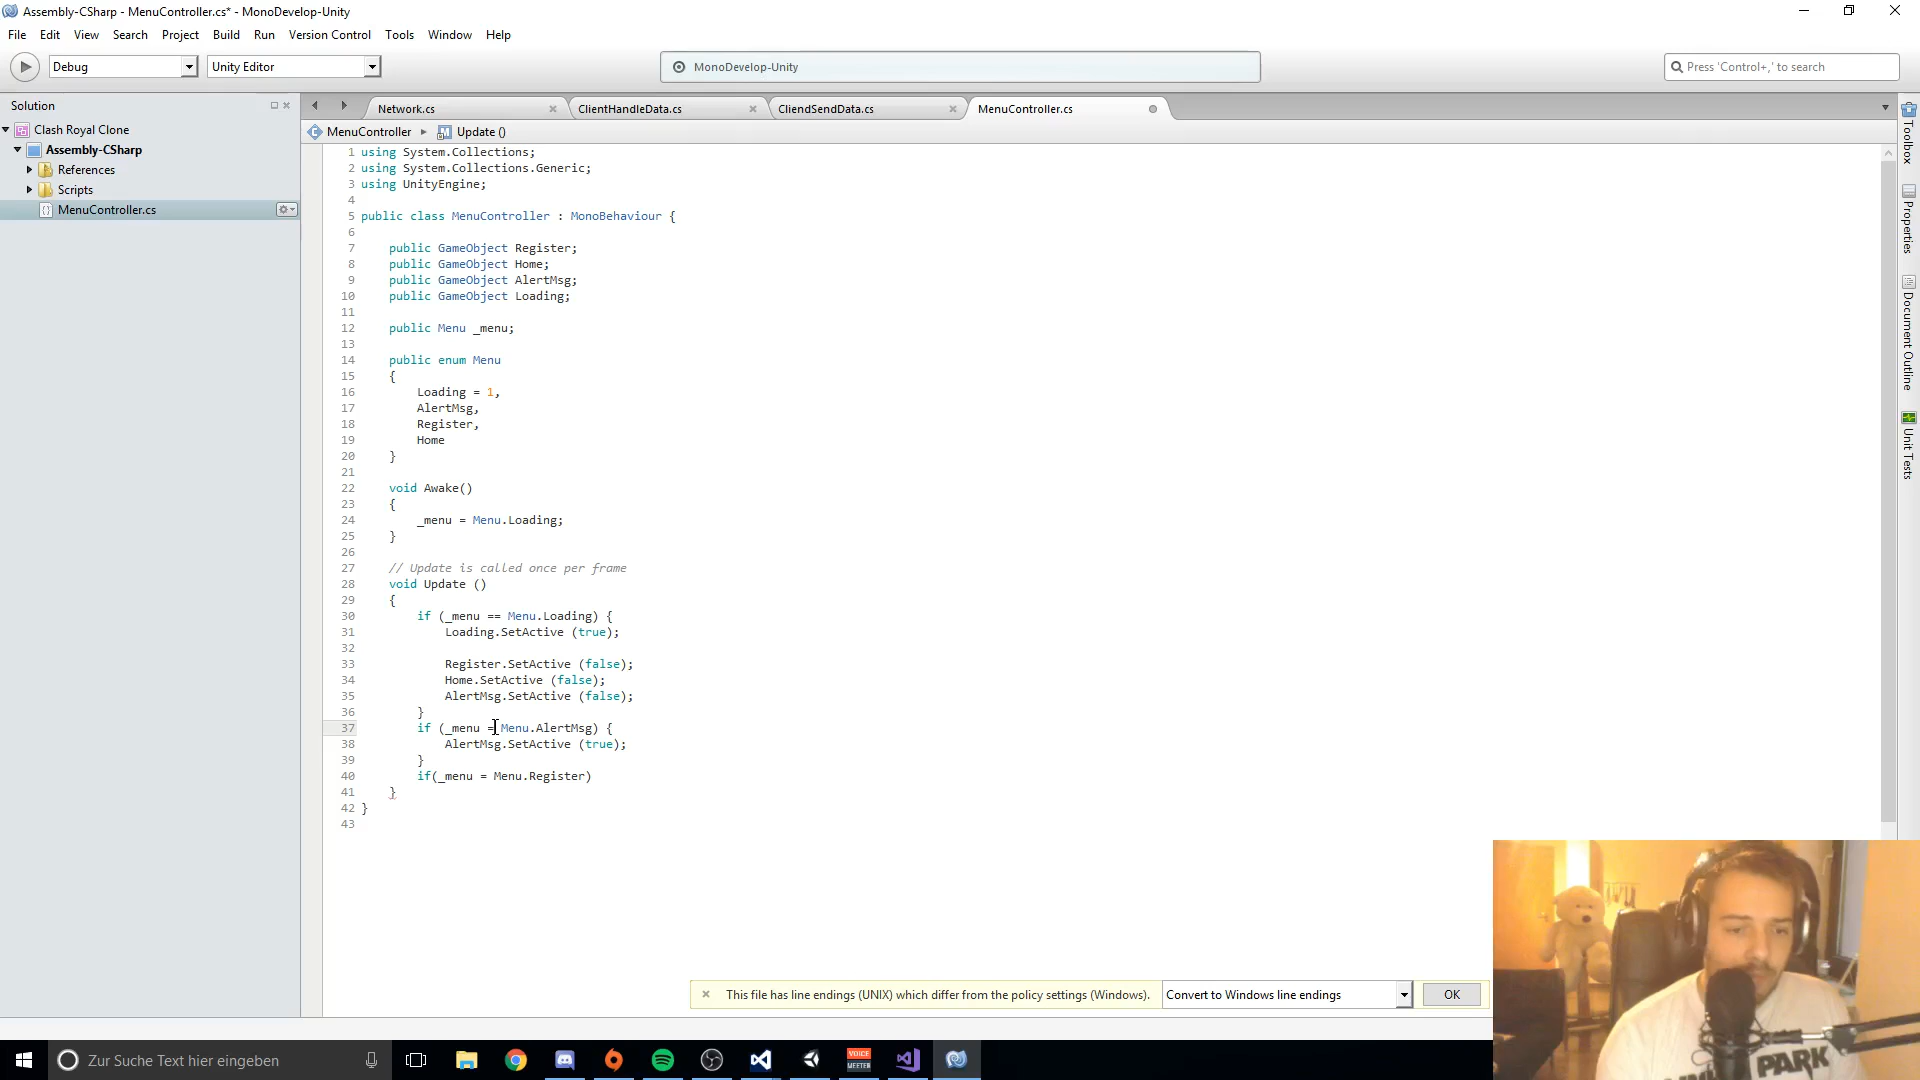 Assembly-CSharp - MenuController.cs* - MonoDevelop-Unity
File Edit View Search Project Build Run Version Control Tools Window Help
Debug Unity Editor MonoDevelop-Unity Press 'Control+,' to search
Solution
Clash Royal Clone
Assembly-CSharp
References
Scripts
MenuController.cs
Network.cs ClientHandleData.cs CliendSendData.cs MenuController.cs
MenuController Update ()
1 using System.Collections;
2 using System.Collections.Generic;
3 using UnityEngine;
4
5 public class MenuController : MonoBehaviour {
6
7 public GameObject Register;
8 public GameObject Home;
9 public GameObject AlertMsg;
10 public GameObject Loading;
11
12 public Menu _menu;
13
14 public enum Menu
15 {
16 Loading = 1,
17 AlertMsg,
18 Register,
19 Home
20 }
21
22 void Awake()
23 {
24 _menu = Menu.Loading;
25 }
26
27 // Update is called once per frame
28 void Update ()
29 {
30 if (_menu == Menu.Loading) {
31 Loading.SetActive (true);
32
33 Register.SetActive (false);
34 Home.SetActive (false);
35 AlertMsg.SetActive (false);
36 }
37 if (_menu = Menu.AlertMsg) {
38 AlertMsg.SetActive (true);
39 }
40 if(_menu = Menu.Register)
41 }
42 }
43
Toolbox
Properties
Document Outline
Unit Tests
This file has line endings (UNIX) which differ from the policy settings (Windows). Convert to Windows line endings OK
Zur Suche Text hier eingeben
VOICE
MEETER
PARK